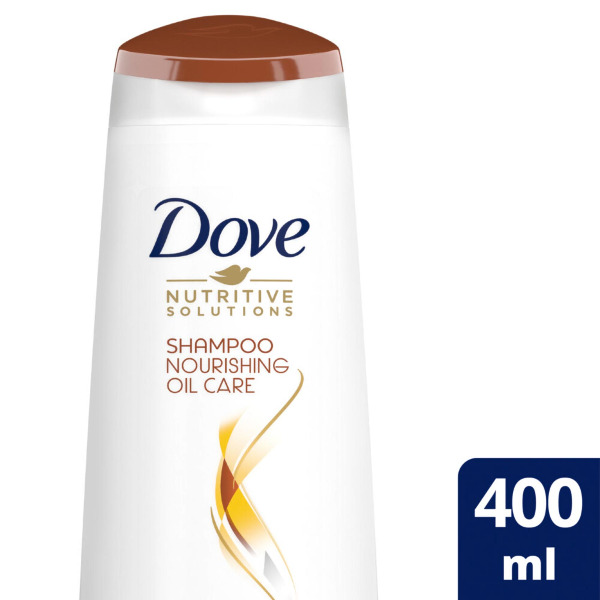 Dove
NUTRITIVE
SOLUTIONS
SHAMPOO
NOURISHING
OIL CARE
400
ml